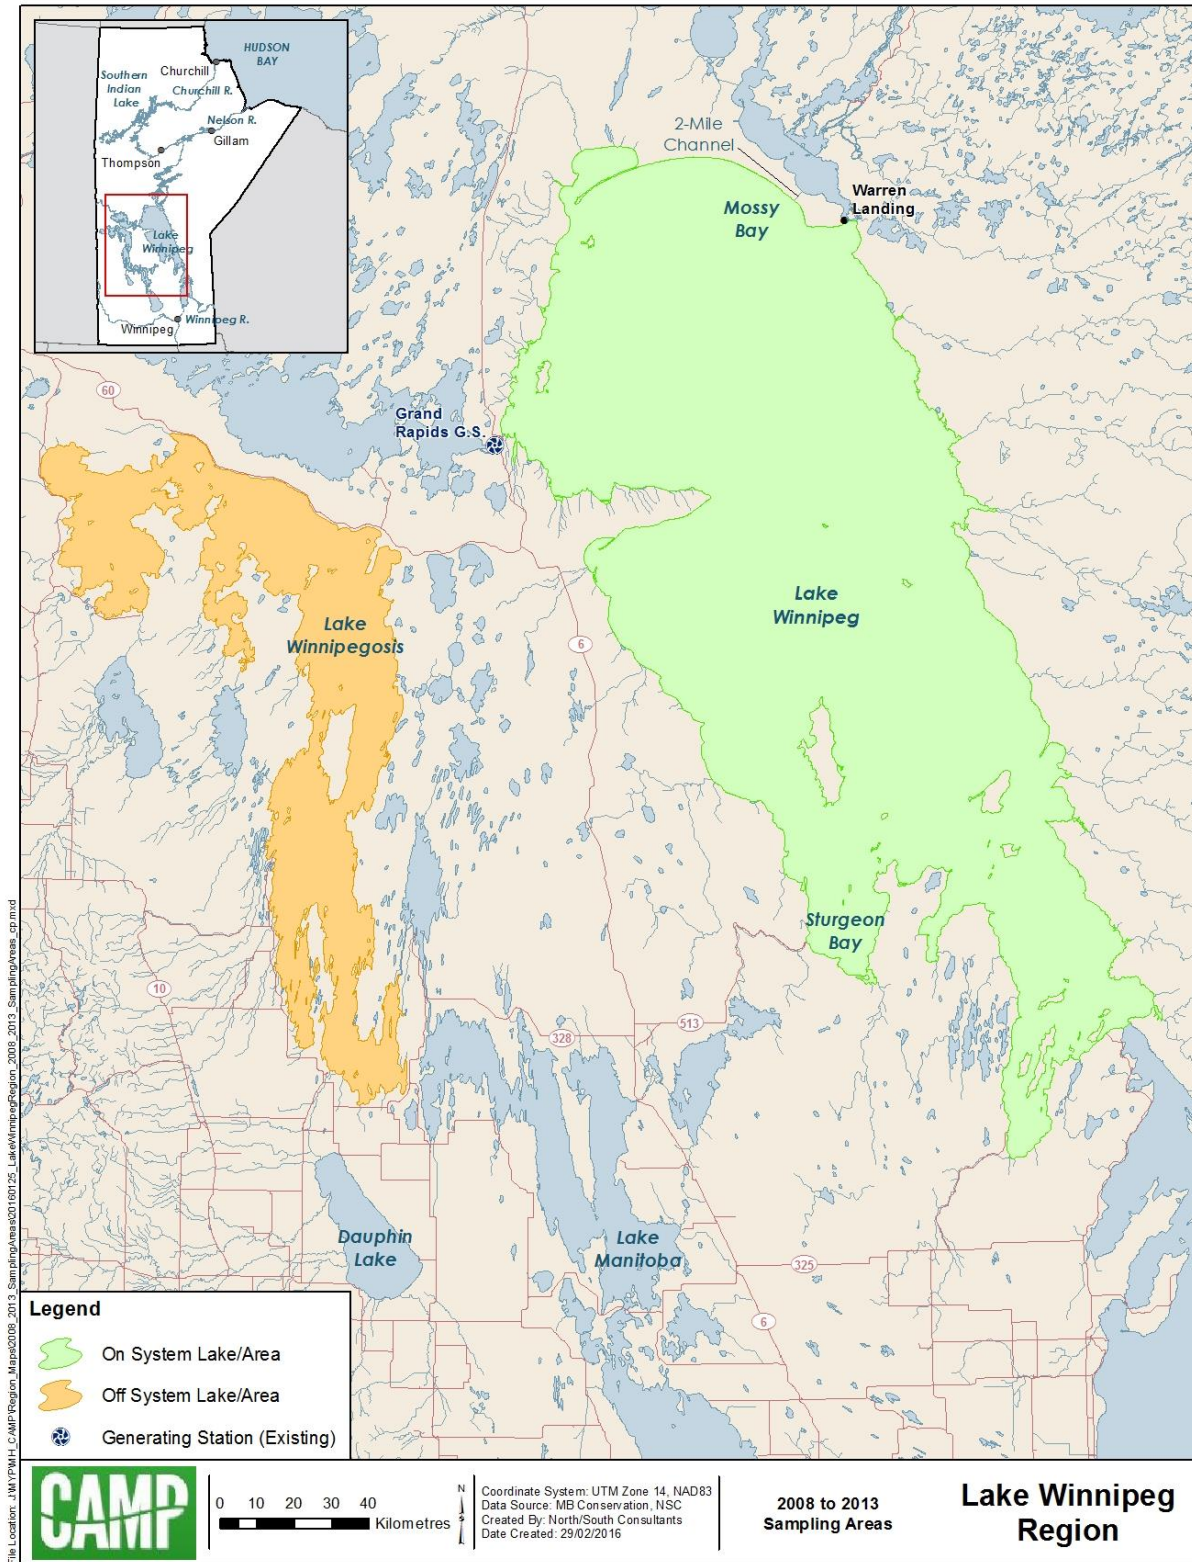 HUDSON
BAY
Churchill
Southern
Indian
Lake
Churchill R.
Nelson R.
Gillam
Thompson
Lake
Winnipeg
Winnipeg R.
Winnipeg
2-Mile
Channel
Mossy
Bay
Warren
Landing
60
Grand
Rapids G.S.
Lake
Winnipegosis
6
Lake
Winnipeg
Sturgeon
Bay
10
328
513
Dauphin
Lake
Lake
Manitoba
325
6
Legend
On System Lake/Area
Off System Lake/Area
Generating Station (Existing)
CAMP
0 10 20 30 40
Kilometres
N
Coordinate System: UTM Zone 14, NAD83
Data Source: MB Conservation, NSC
Created By: North/South Consultants
Date Created: 29/02/2016
2008 to 2013
Sampling Areas
Lake Winnipeg
Region